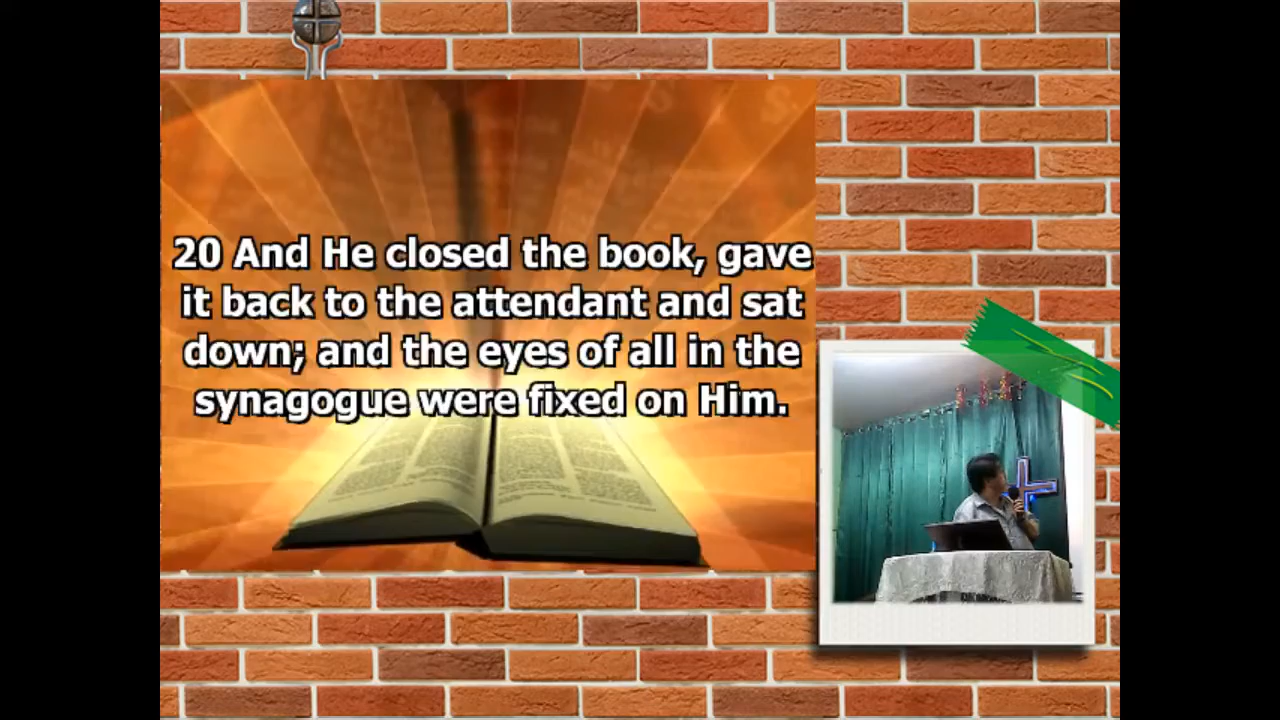 20 And He closed the book, gave
it back to the attendant and sat
down; and the eyes of all in the
synagogue were fixed on Him.